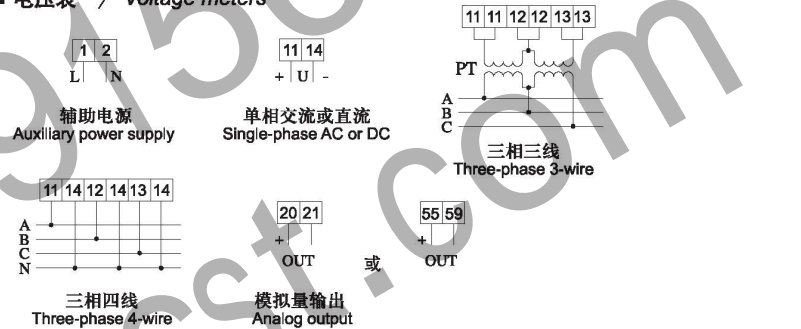 电压表 / Voltage meters
1 2
L N
辅助电源
Auxiliary power supply
11 14
+ U -
单相交流或直流
Single-phase AC or DC
11 11 12 12 13 13
PT
A
B
C
三相三线
Three-phase 3-wire
11 14 12 14 13 14
A
B
C
N
三相四线
Three-phase 4-wire
20 21
+
OUT
或
55 59
+
OUT
模拟量输出
Analog output